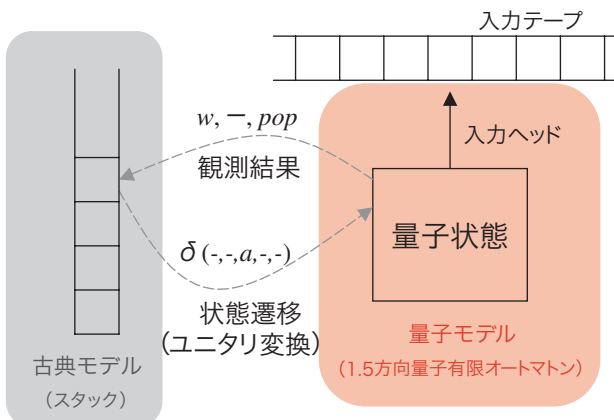 入力テープ
w, ー, pop
入力ヘッド
観測結果
量子状態
δ(-,-,a,-,-)
状態遷移
(ユニタリ変換)
量子モデル
(1.5方向量子有限オートマトン)
古典モデル
(スタック)